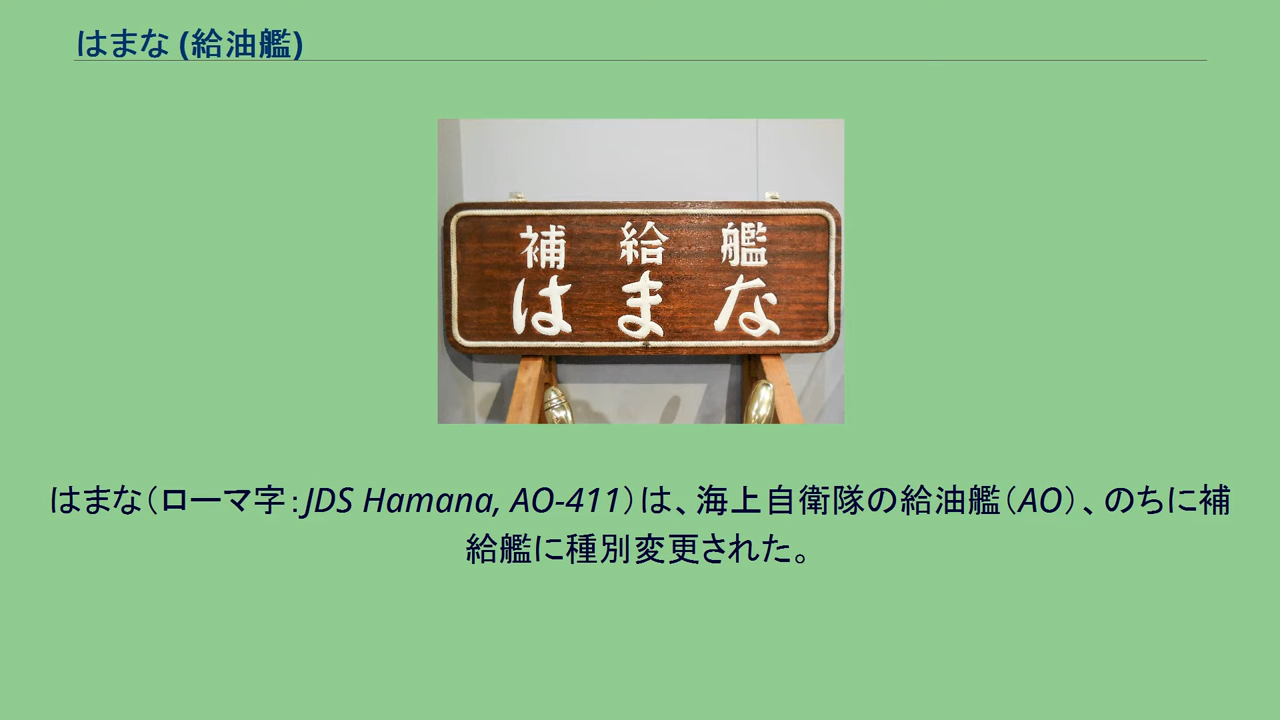 はまな (給油艦)
補給艦
はまな
はまな（ローマ字：JDS Hamana, AO-411）は、海上自衛隊の給油艦（AO）、のちに補
給艦に種別変更された。